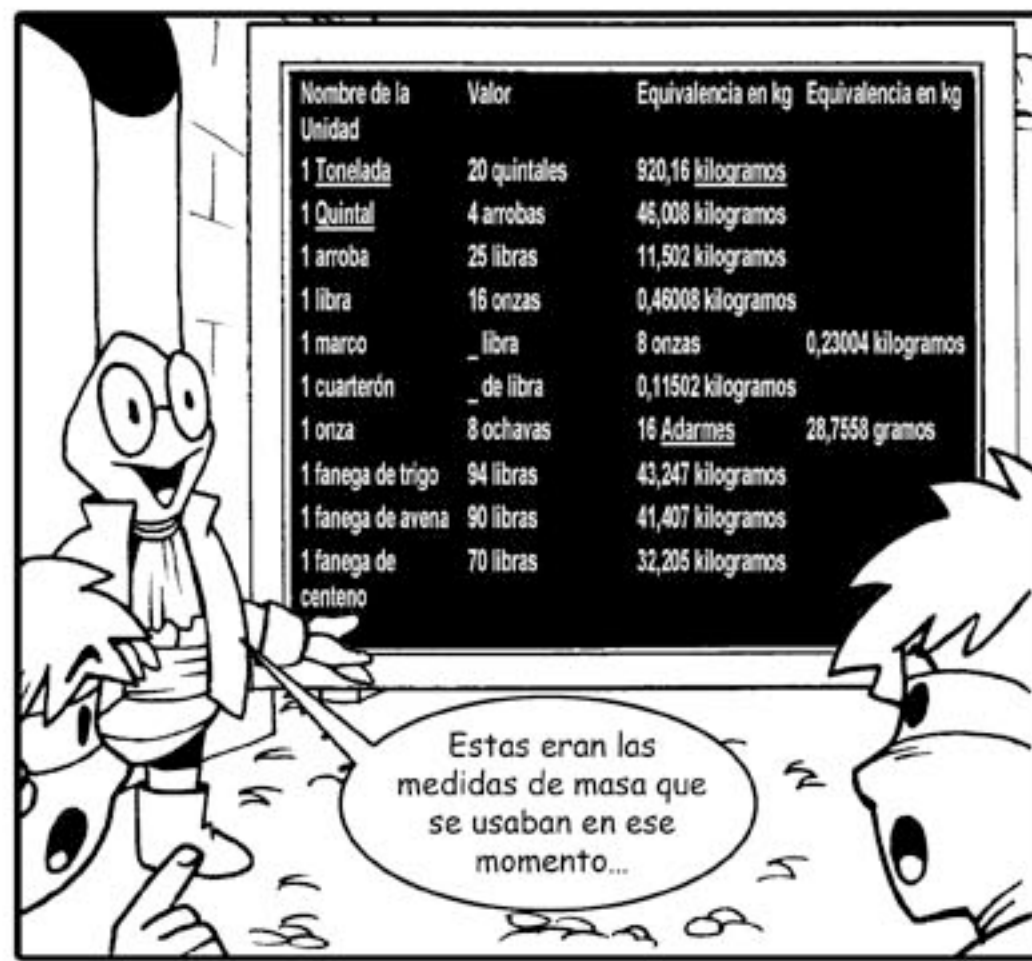 Nombre de la Valor Equivalencia en kg Equivalencia en kg
Unidad
1 Tonelada 20 quintales 920,16 kilogramos
1 Quintal 4 arrobas 46,008 kilogramos
1 arroba 25 libras 11,502 kilogramos
1 libra 16 onzas 0,46008 kilogramos
1 marco _ libra 8 onzas 0,23004 kilogramos
1 cuarterón _ de libra 0,11502 kilogramos
1 onza 8 ochavas 16 Adarmes 28,7558 gramos
1 fanega de trigo 94 libras 43,247 kilogramos
1 fanega de avena 90 libras 41,407 kilogramos
1 fanega de 70 libras 32,205 kilogramos
centeno
Estas eran las
medidas de masa que
se usaban en ese
momento...